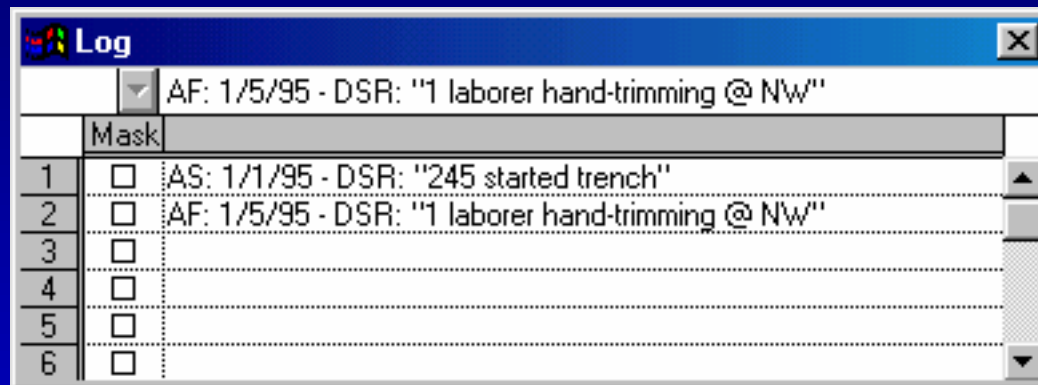 Log
AF: 1/5/95 - DSR: "1 laborer hand-trimming @ NW"
Mask
1 AS: 1/1/95 - DSR: "245 started trench"
2 AF: 1/5/95 - DSR: "1 laborer hand-trimming @ NW"
3
4
5
6